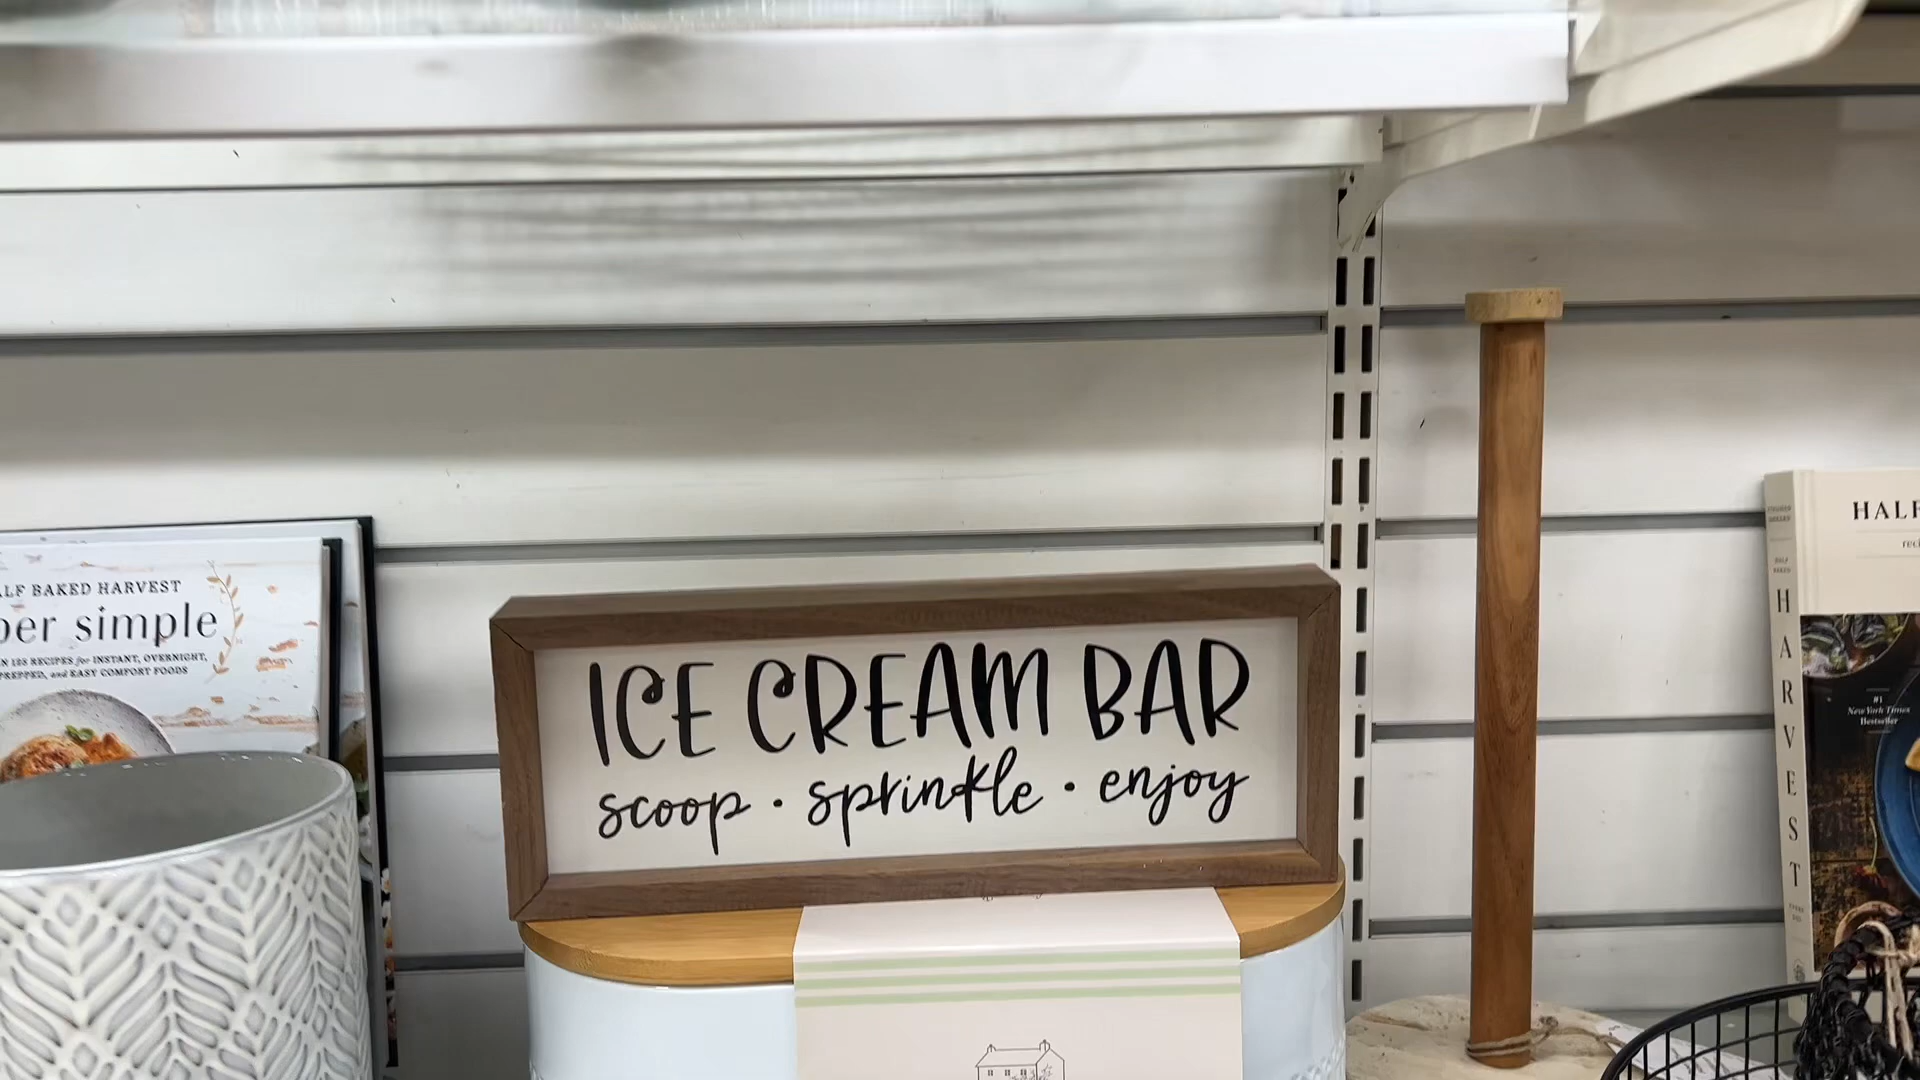 ALF BAKED HARVEST
per simple
N 125 RECIPES for INSTANT, OVERNIGHT,
PREPPED, and EASY COMFORT FOODS
ICE CREAM BAR
scoop • sprinkle • enjoy
HALF
HARVEST
#1
New York Times
Bestseller